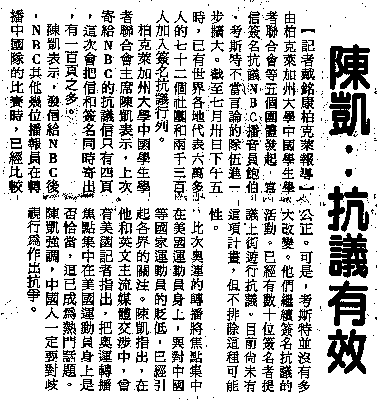 陳凱：抗議有效
【記者戴銘康柏克萊報導】
由柏克萊加州大學中國學生學
者聯合會等五個團體發起，寫
信簽名抗議NBC播音員鮑伯
．考斯特不當言論的隊伍進一
步擴大。截至七月卅日下午五
時，已有世界各地代表六萬多
人的七十二個社團和兩千三百
人加入簽名抗議行列。
柏克萊加州大學中國學生學
者聯合會主席陳凱表示，上次
寄給NBC的抗議信只有四頁
，這次會把信和簽名同時寄出
，有一百頁之多。
陳凱表示，發信給NBC後
，NBC其他幾位播報員在轉
播中國隊的比賽時，已經比較
公正。可是，考斯特並沒有多
大改變。他們繼續簽名抗議的
活動。已經有數十位簽名者提
議上街遊行抗議。目前尚未有
這項計畫，但不排除這種可能
性。
此次奧運的轉播將焦點集中
在美國運動員身上，與對中國
等國家運動員的貶低，已經引
起各界的關注。陳凱指出，在
他和英文主流媒體交涉中，曾
有美國記者指出，把奧運轉播
焦點集中在美國運動員身上是
否恰當，這已成為熱門話題。
陳凱強調，中國人一定要對歧
視行為作出抗爭。